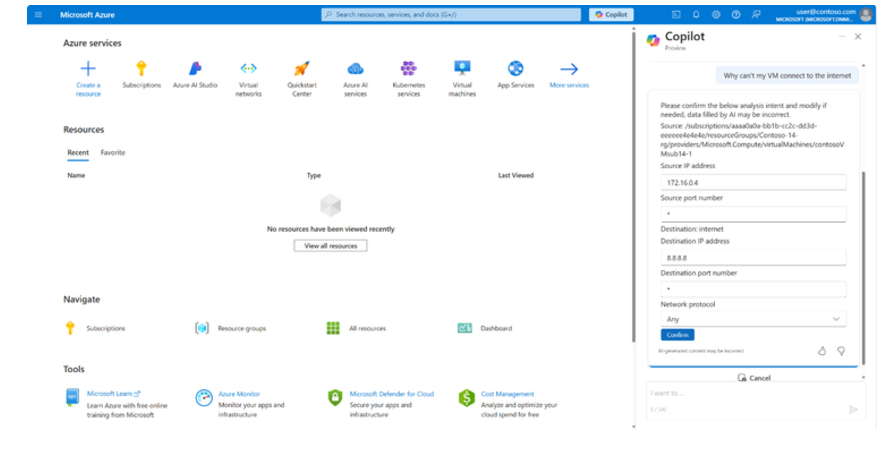 Microsoft Azure
Search resources, services, and docs (G+/)
Copilot
user@contoso.com
MICROSOFT (MICROSOFT.ONM...
Azure services
Create a resource
Subscriptions
Azure AI Studio
Virtual networks
Quickstart Center
Azure AI services
Kubernetes services
Virtual machines
App Services
More services
Resources
Recent
Favorite
Name
Type
Last Viewed
No resources have been viewed recently
View all resources
Navigate
Subscriptions
Resource groups
All resources
Dashboard
Tools
Microsoft Learn
Learn Azure with free online
training from Microsoft
Azure Monitor
Monitor your apps and
infrastructure
Microsoft Defender for Cloud
Secure your apps and
infrastructure
Cost Management
Analyze and optimize your
cloud spend for free
Copilot
Preview
Why can't my VM connect to the internet
Please confirm the below analysis intent and modify if
needed, data filled by AI may be incorrect.
Source: /subscriptions/aaaa0a0a-bb1b-cc2c-dd3d-
eeeeee4e4e4e/resourceGroups/Contoso-14-
rg/providers/Microsoft.Compute/virtualMachines/contosoV
Msub14-1
Source IP address
172.16.0.4
Source port number
*
Destination: internet
Destination IP address
8.8.8.8
Destination port number
*
Network protocol
Any
Confirm
AI-generated content may be incorrect
Cancel
I want to ...